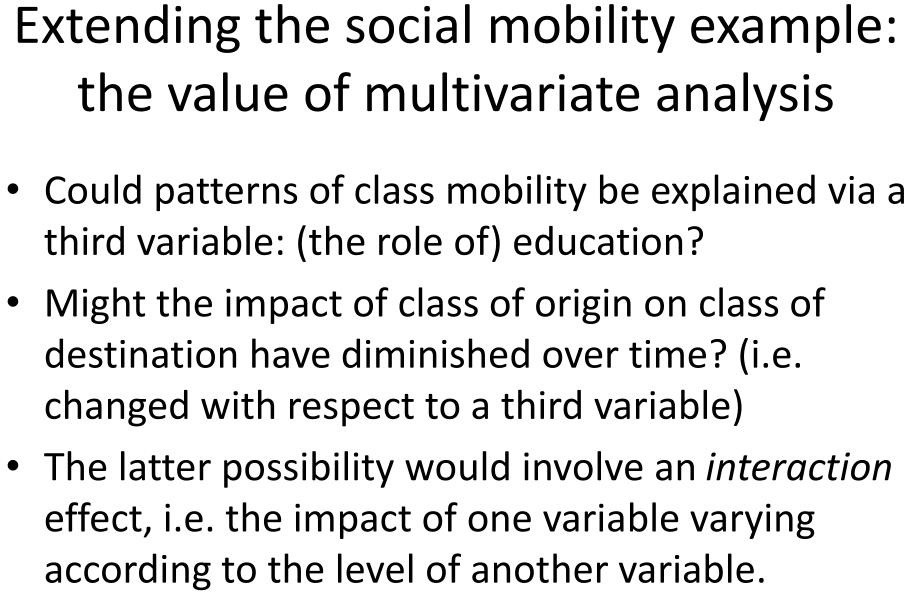 Extending the social mobility example:
the value of multivariate analysis
• Could patterns of class mobility be explained via a
third variable: (the role of) education?
• Might the impact of class of origin on class of
destination have diminished over time? (i.e.
changed with respect to a third variable)
• The latter possibility would involve an interaction
effect, i.e. the impact of one variable varying
according to the level of another variable.